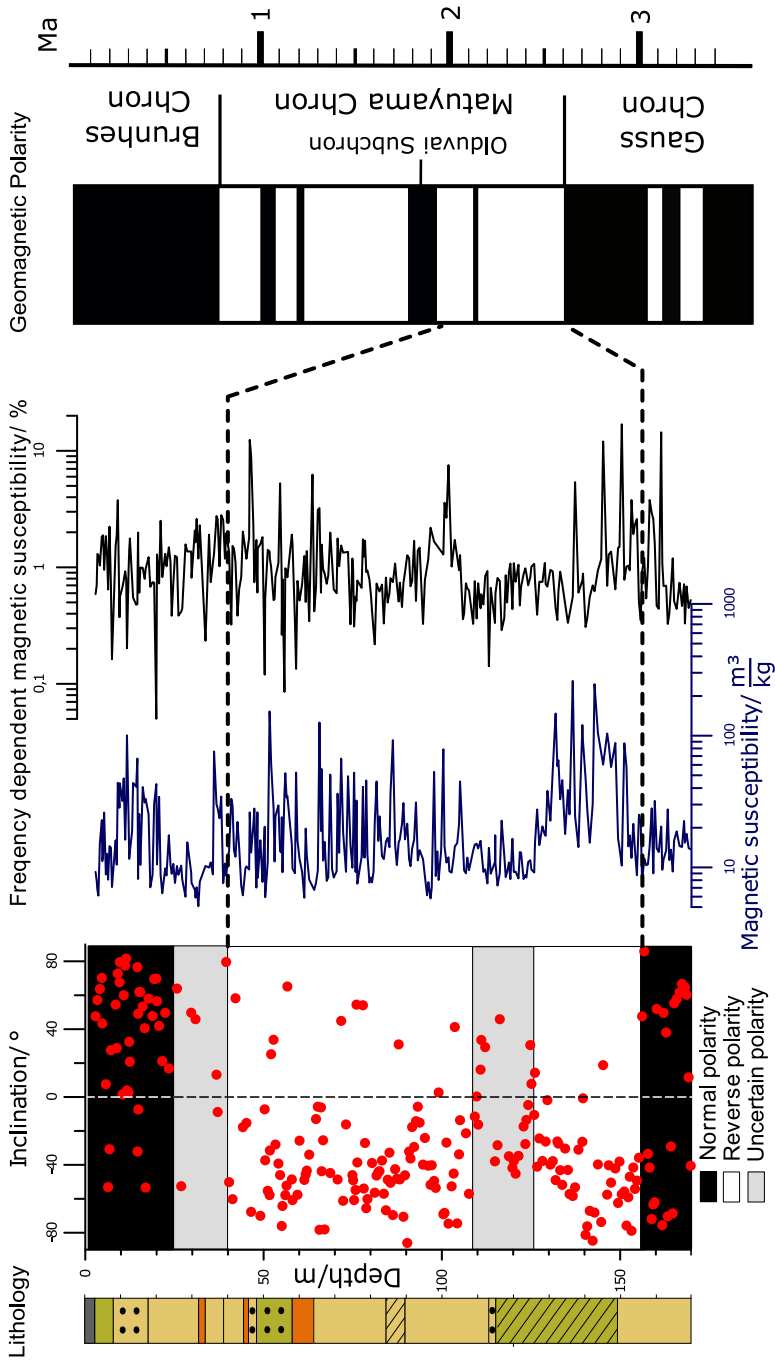 Lithology
Inclination/ °
Freqency dependent magnetic susceptibility/ %
Geomagnetic Polarity
Ma
80
40
0
-40
-80
0
50
100
150
Depth/m
10
1
0,1
1000
100
10
Magnetic susceptibility/ m³/kg
Normal polarity
Reverse polarity
Uncertain polarity
Brunhes
Chron
Matuyama Chron
Olduvai Subchron
Gauss
Chron
1
2
3